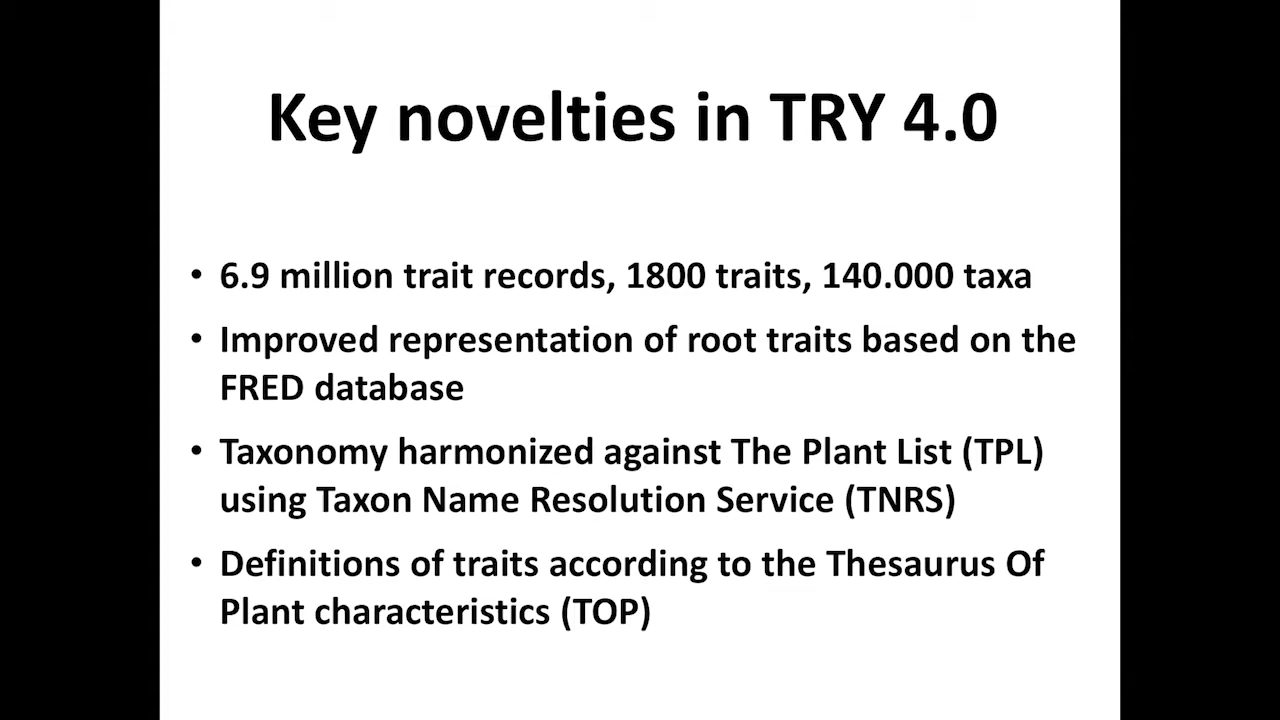 Key novelties in TRY 4.0
• 6.9 million trait records, 1800 traits, 140.000 taxa
• Improved representation of root traits based on the
FRED database
• Taxonomy harmonized against The Plant List (TPL)
using Taxon Name Resolution Service (TNRS)
• Definitions of traits according to the Thesaurus Of
Plant characteristics (TOP)